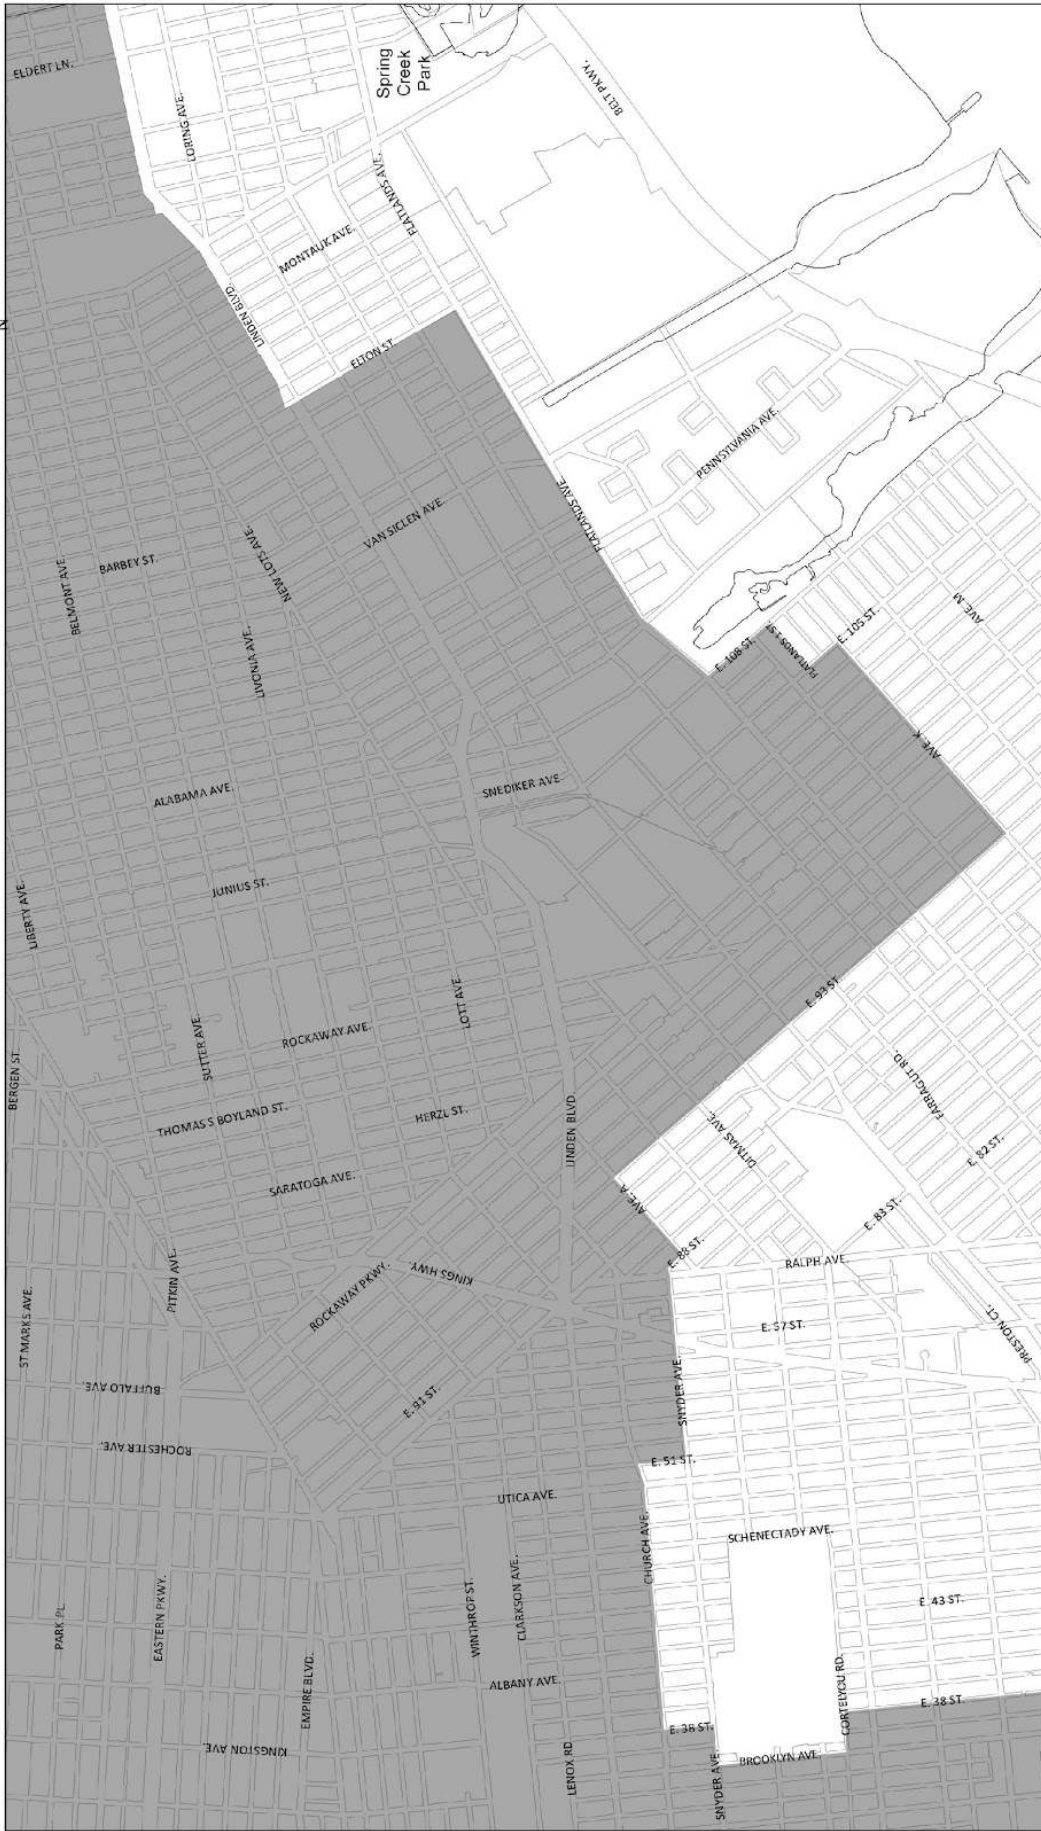 ELDERT LN.
LORING AVE.
Spring
Creek
Park
BELT PKWY.
FLATLANDS AVE.
MONTAUK AVE.
LINDEN BLVD.
N
ELTON ST.
PENNSYLVANIA AVE.
VAN SICLEN AVE.
FLATLANDS AVE.
NEW LOTS AVE.
BARBEY ST.
BELMONT AVE.
LIVONIA AVE.
E. 108 ST.
FLATLANDS 1 ST.
E. 105 ST.
AVE. M
AVE. K
SNEDIKER AVE.
ALABAMA AVE.
JUNIUS ST.
LIBERTY AVE.
LOTT AVE.
E. 93 ST.
ROCKAWAY AVE.
SUTTER AVE.
BERGEN ST.
THOMAS S BOYLAND ST.
HERZL ST.
LINDEN BLVD.
FARRAGUT RD.
DITMAS AVE.
E. 82 ST.
SARATOGA AVE.
AVE. A
E. 83 ST.
E. 88 ST.
RALPH AVE.
KINGS HWY.
ROCKAWAY PKWY.
PITKIN AVE.
ST MARKS AVE.
E. 57 ST.
PRESTON CT.
BUFFALO AVE.
E. 91 ST.
SNYDER AVE.
ROCHESTER AVE.
E. 51 ST.
UTICA AVE.
SCHENECTADY AVE.
CHURCH AVE.
CLARKSON AVE.
WINTHROP ST.
E. 43 ST.
PARK PL.
EASTERN PKWY.
EMPIRE BLVD.
ALBANY AVE.
CORTELYOU RD.
E. 38 ST.
E. 38 ST.
KINGSTON AVE.
LENOX RD
SNYDER AVE.
BROOKLYN AVE.